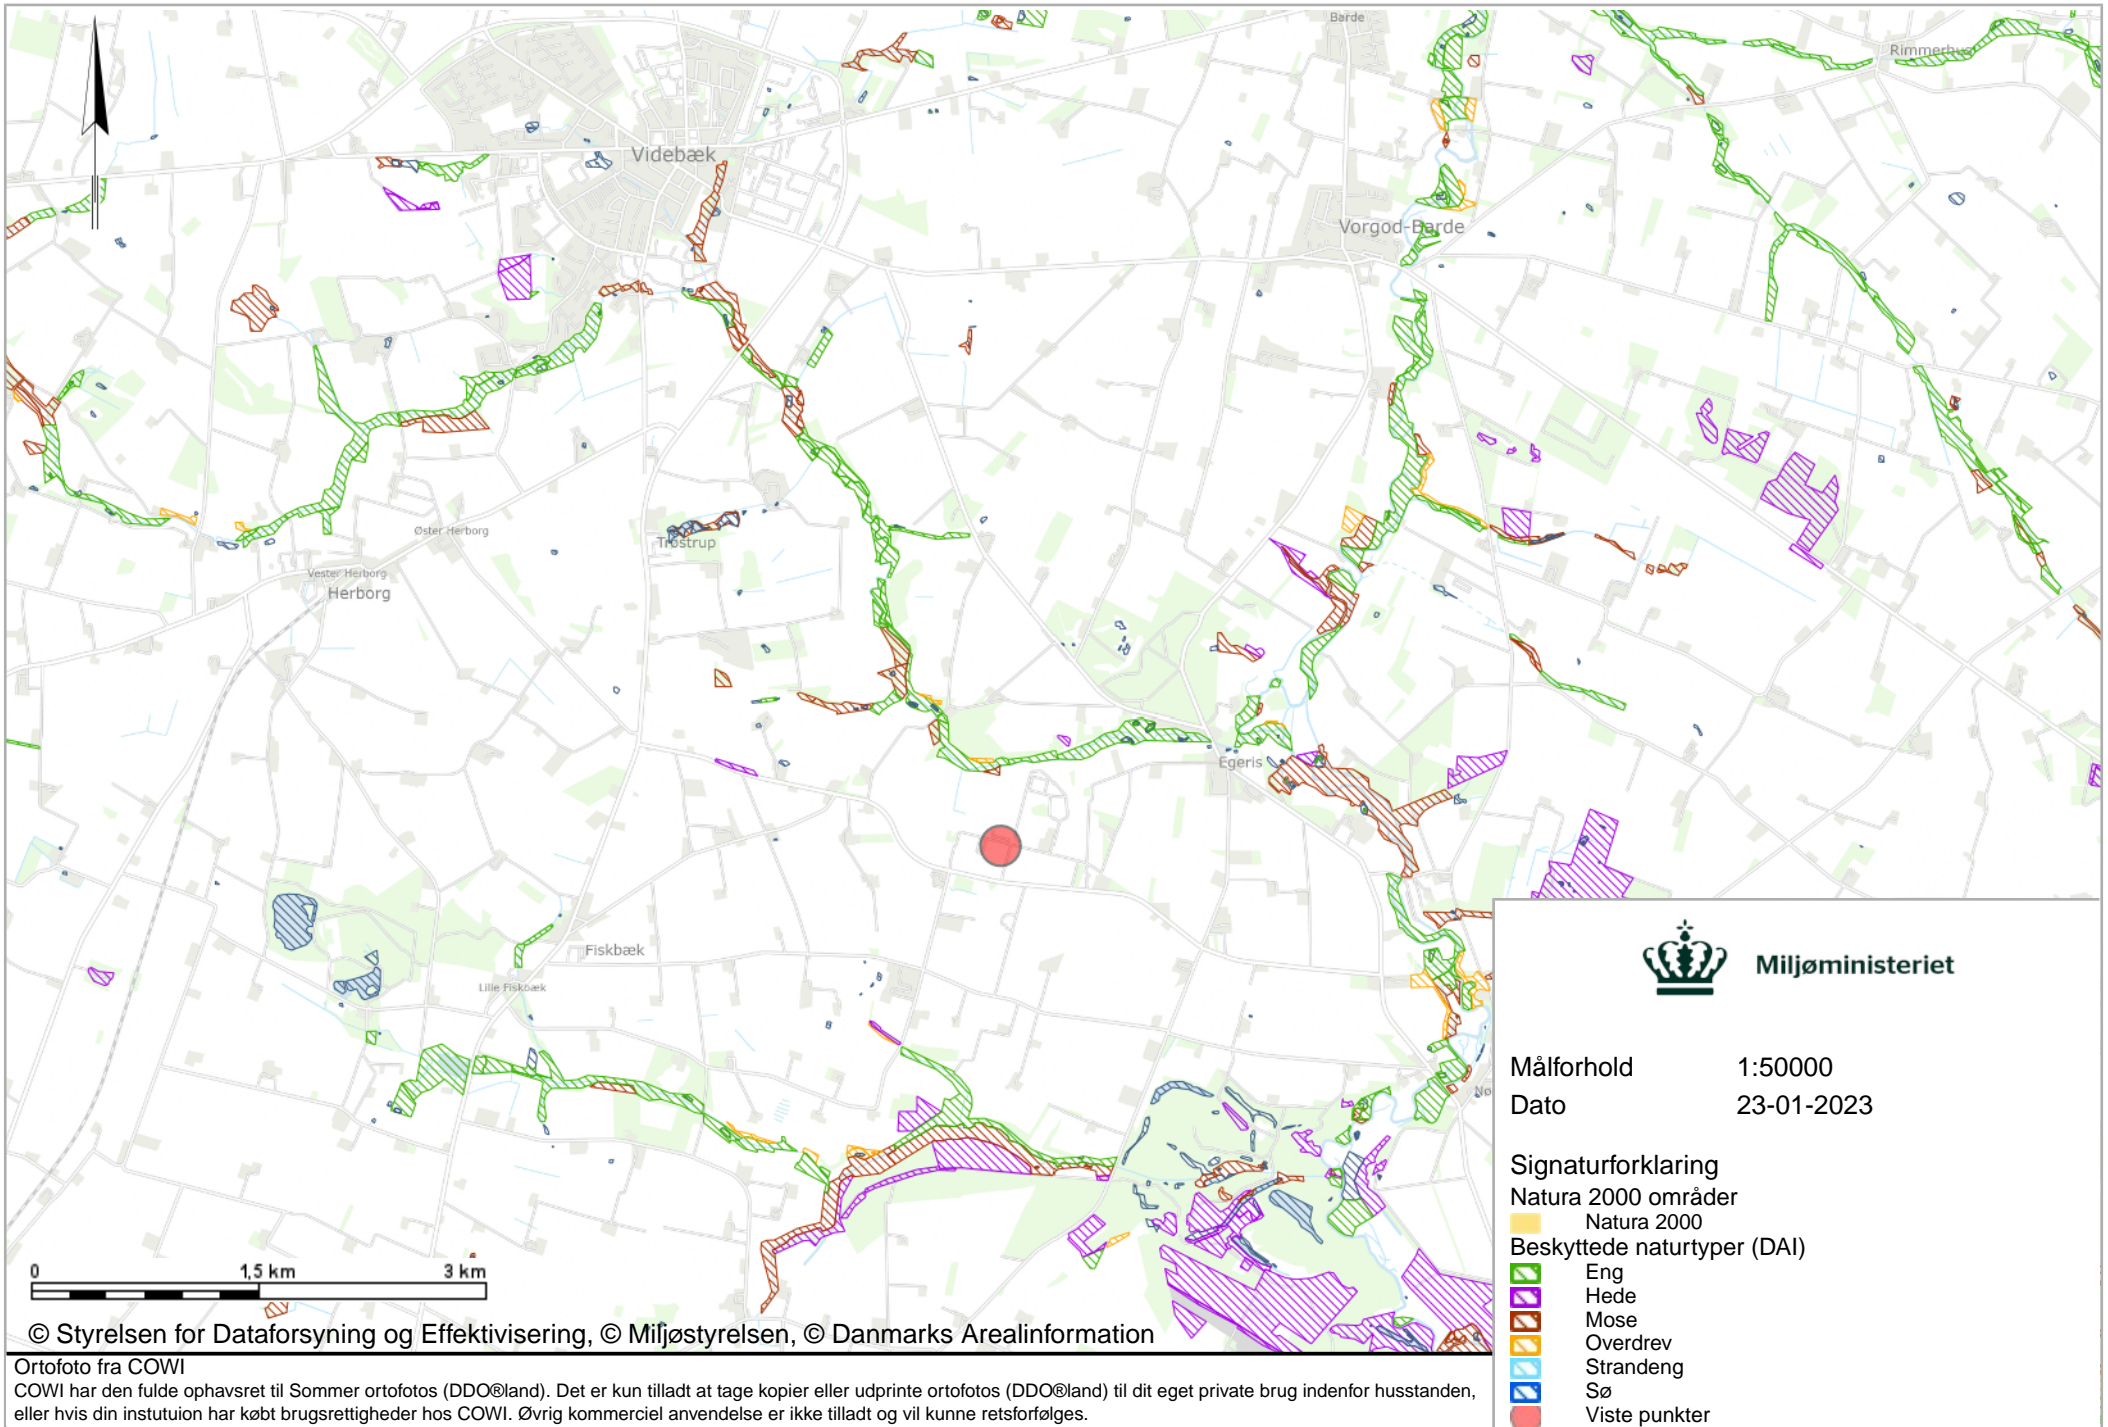 Barde
Rimmerhus
Videbæk
Vorgod-Barde
Øster Herborg
Trøstrup
Vester Herborg
Herborg
Egeris
Fiskbæk
Lille Fiskbæk
Nø
Miljøministeriet
Målforhold 1:50000
Dato 23-01-2023
Signaturforklaring
Natura 2000 områder
Natura 2000
Beskyttede naturtyper (DAI)
Eng
Hede
Mose
Overdrev
Strandeng
Sø
Viste punkter
0 1,5 km 3 km
© Styrelsen for Dataforsyning og Effektivisering, © Miljøstyrelsen, © Danmarks Arealinformation
Ortofoto fra COWI
COWI har den fulde ophavsret til Sommer ortofotos (DDO®land). Det er kun tilladt at tage kopier eller udprinte ortofotos (DDO®land) til dit eget private brug indenfor husstanden,
eller hvis din instutuion har købt brugsrettigheder hos COWI. Øvrig kommerciel anvendelse er ikke tilladt og vil kunne retsforfølges.